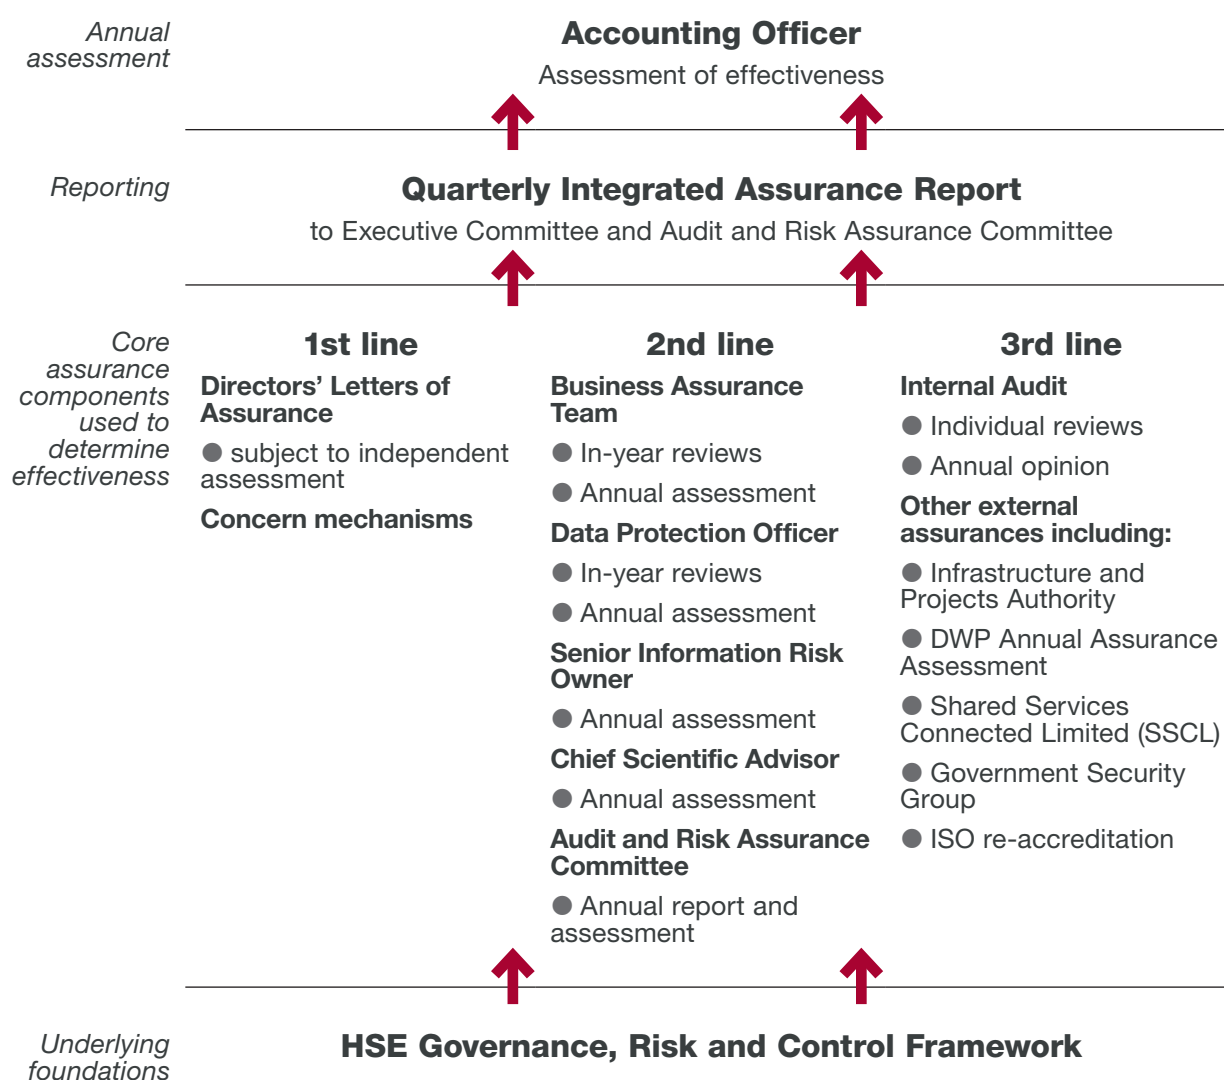 Annual
assessment
Accounting Officer
Assessment of effectiveness
Reporting
Quarterly Integrated Assurance Report
to Executive Committee and Audit and Risk Assurance Committee
Core
assurance
components
used to
determine
effectiveness
1st line
Directors’ Letters of
Assurance
● subject to independent
assessment
Concern mechanisms
2nd line
Business Assurance
Team
● In-year reviews
● Annual assessment
Data Protection Officer
● In-year reviews
● Annual assessment
Senior Information Risk
Owner
● Annual assessment
Chief Scientific Advisor
● Annual assessment
Audit and Risk Assurance
Committee
● Annual report and
assessment
3rd line
Internal Audit
● Individual reviews
● Annual opinion
Other external
assurances including:
● Infrastructure and
Projects Authority
● DWP Annual Assurance
Assessment
● Shared Services
Connected Limited (SSCL)
● Government Security
Group
● ISO re-accreditation
Underlying
foundations
HSE Governance, Risk and Control Framework